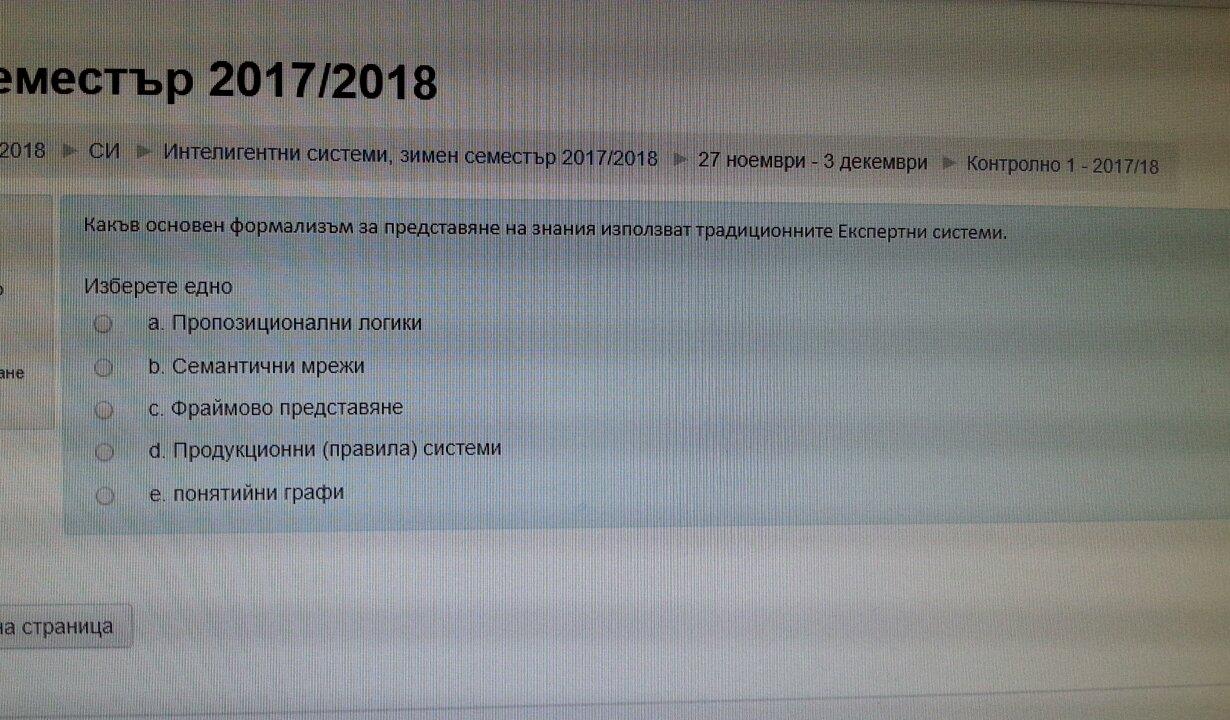 семестър 2017/2018
2018 ► СИ ► Интелигентни системи, зимен семестър 2017/2018 ► 27 ноември - 3 декември ► Контролно 1 - 2017/18
Какъв основен формализъм за представяне на знания използват традиционните Експертни системи.
Изберете едно
a. Пропозиционални логики
b. Семантични мрежи
ане
c. Фраймово представяне
d. Продукционни (правила) системи
e. понятийни графи
на страница